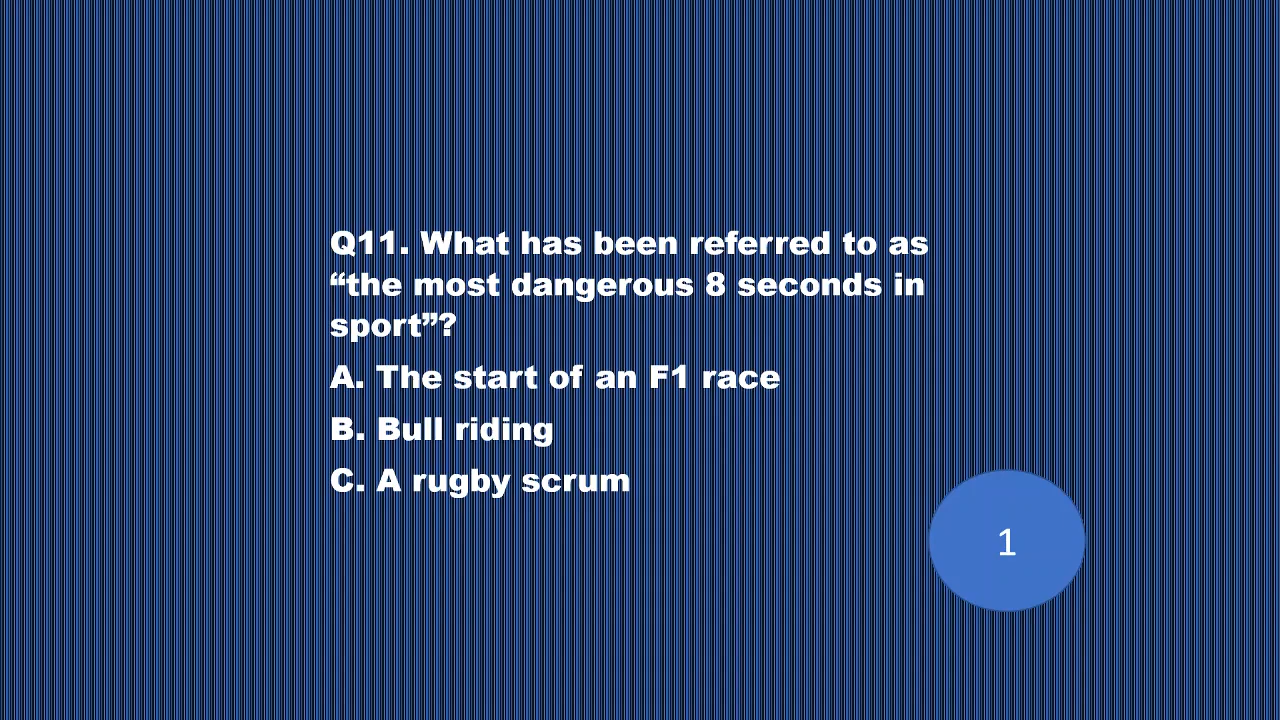 Q11. What has been referred to as
“the most dangerous 8 seconds in
sport”?
A. The start of an F1 race
B. Bull riding
C. A rugby scrum
1